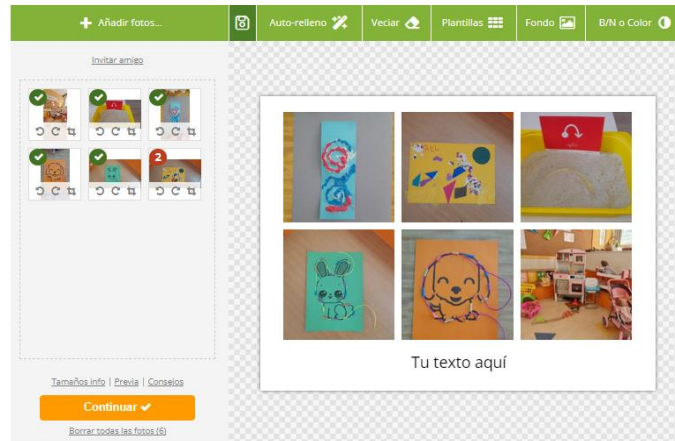 Añadir fotos...
Auto-relleno
Veciar
Plantillas
Fondo
B/N o Color
Invitar amigo
2
Tu texto aquí
Tamaños info | Previa | Consejos
Continuar
Borrar todas las fotos (6)